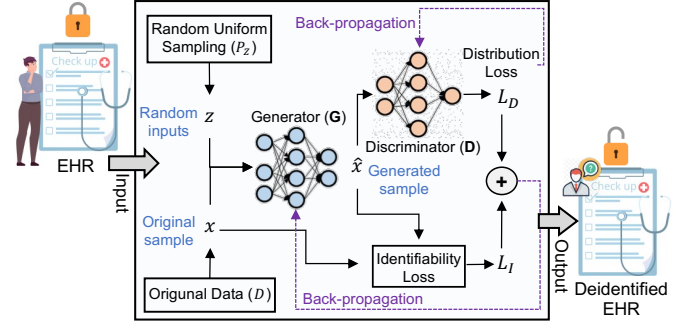 Check up
EHR
Input
Random Uniform
Sampling (P_Z)
Random
inputs
z
Original
sample
x
Origunal Data (D)
Generator (G)
Back-propagation
Discriminator (D)
x̂
Generated
sample
Distribution
Loss
L_D
+
L_I
Identifiability
Loss
Back-propagation
Output
?
Check up
Deidentified
EHR